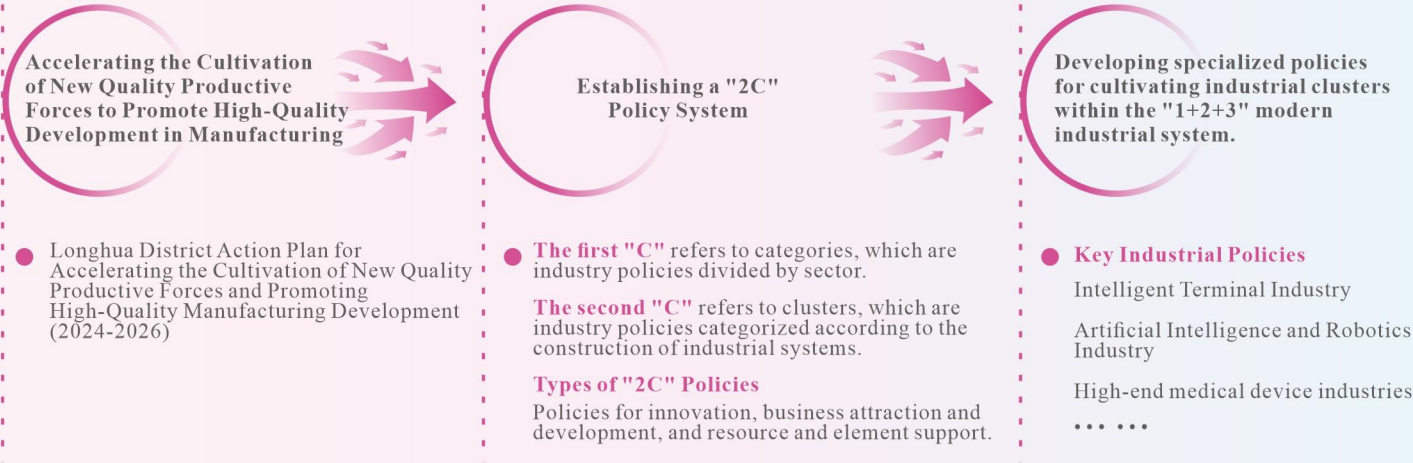 Accelerating the Cultivation
of New Quality Productive
Forces to Promote High-Quality
Development in Manufacturing
Longhua District Action Plan for
Accelerating the Cultivation of New Quality
Productive Forces and Promoting
High-Quality Manufacturing Development
(2024-2026)
Establishing a "2C"
Policy System
The first "C" refers to categories, which are
industry policies divided by sector.
The second "C" refers to clusters, which are
industry policies categorized according to the
construction of industrial systems.
Types of "2C" Policies
Policies for innovation, business attraction and
development, and resource and element support.
Developing specialized policies
for cultivating industrial clusters
within the "1+2+3" modern
industrial system.
Key Industrial Policies
Intelligent Terminal Industry
Artificial Intelligence and Robotics
Industry
High-end medical device industries
... ...